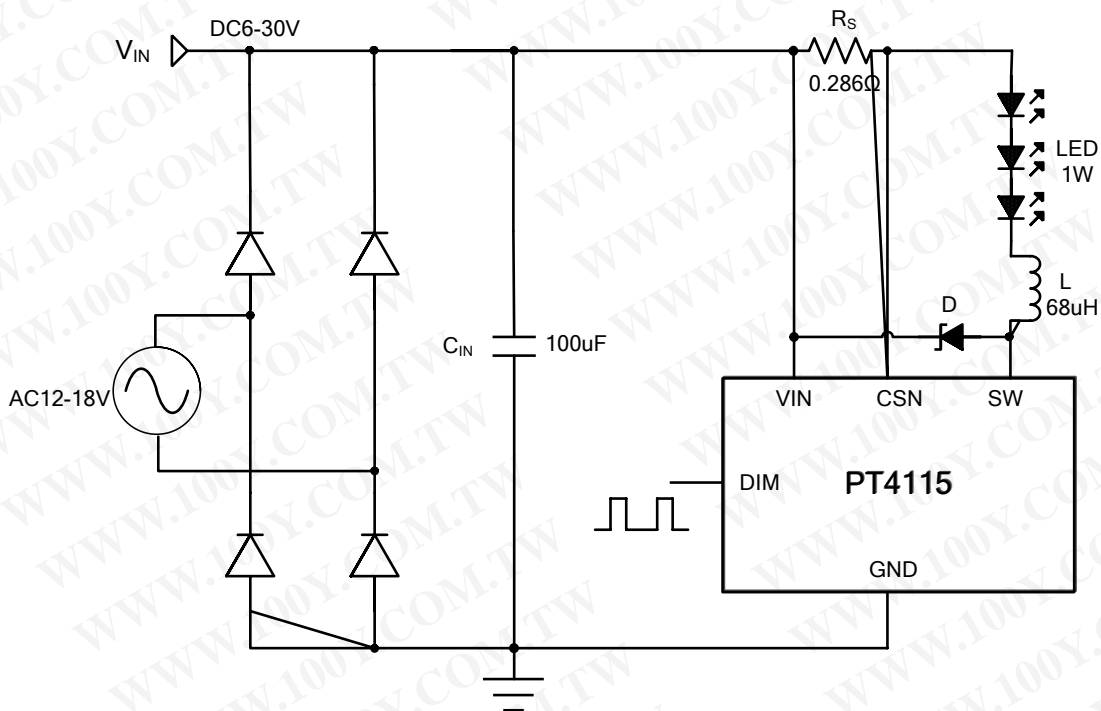 DC6-30V
VIN
RS
0.286Ω
LED
1W
L
68uH
D
CIN
100uF
AC12-18V
VIN
CSN
SW
DIM
PT4115
GND
WWW.100Y.COM.TW